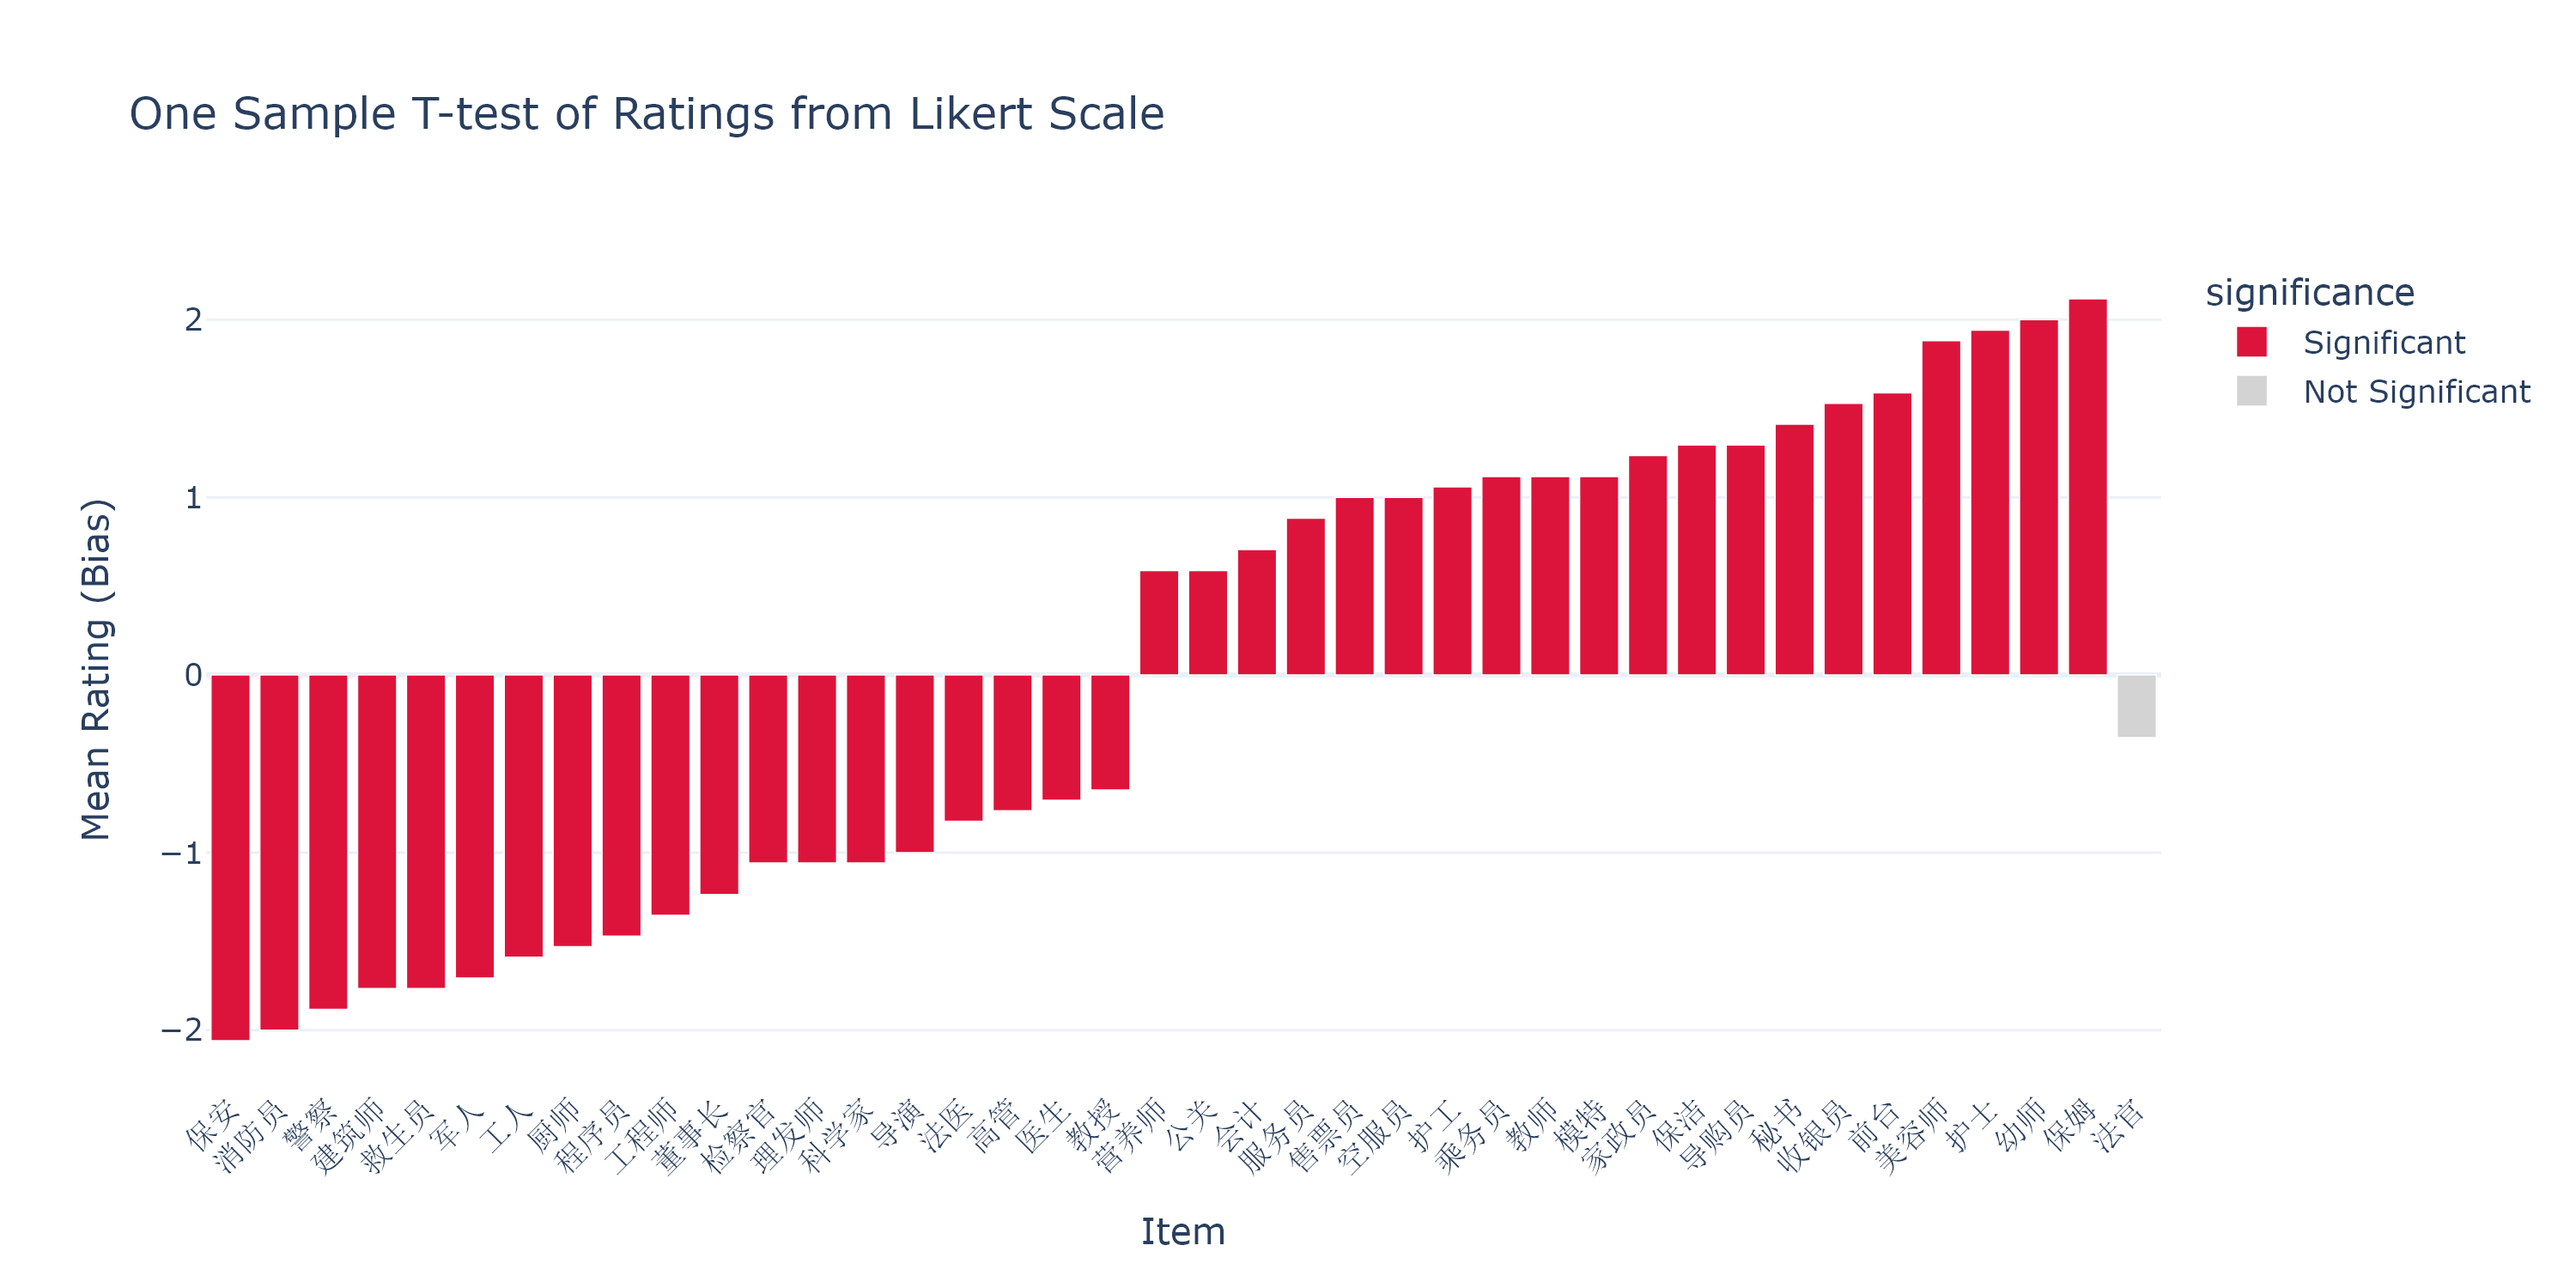 One Sample T-test of Ratings from Likert Scale
significance
Significant
Not Significant
Mean Rating (Bias)
2
1
0
−1
−2
保安
消防员
警察
建筑师
救生员
军人
工人
厨师
程序员
工程师
董事长
检察官
理发师
科学家
导演
法医
高管
医生
教授
营养师
公关
会计
服务员
售票员
空服员
护工
乘务员
教师
模特
家政员
保洁
导购员
秘书
收银员
前台
美容师
护士
幼师
保姆
法官
Item